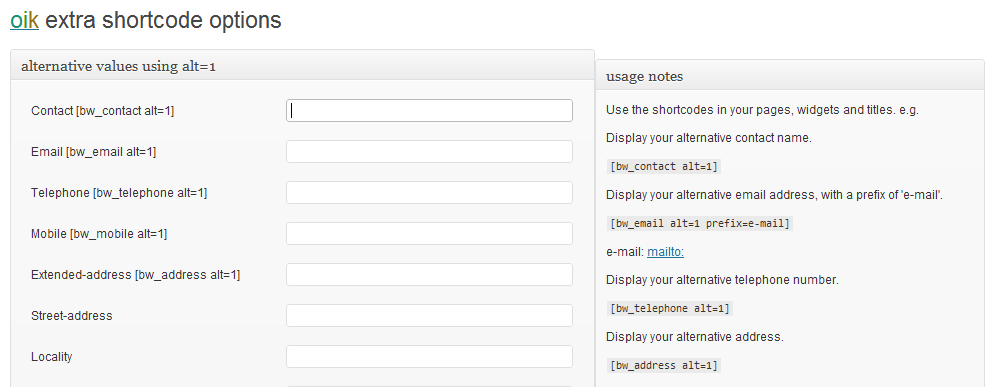 oik extra shortcode options
alternative values using alt=1
Contact [bw_contact alt=1]
Email [bw_email alt=1]
Telephone [bw_telephone alt=1]
Mobile [bw_mobile alt=1]
Extended-address [bw_address alt=1]
Street-address
Locality
usage notes
Use the shortcodes in your pages, widgets and titles. e.g.
Display your alternative contact name.
[bw_contact alt=1]
Display your alternative email address, with a prefix of 'e-mail'.
[bw_email alt=1 prefix=e-mail]
e-mail: mailto:
Display your alternative telephone number.
[bw_telephone alt=1]
Display your alternative address.
[bw_address alt=1]